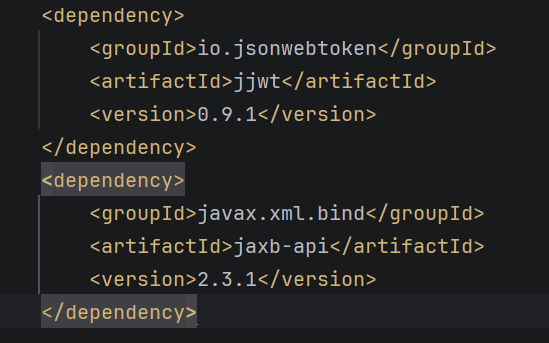 <dependency>
<groupId>io.jsonwebtoken</groupId>
<artifactId>jjwt</artifactId>
<version>0.9.1</version>
</dependency>
<dependency>
<groupId>javax.xml.bind</groupId>
<artifactId>jaxb-api</artifactId>
<version>2.3.1</version>
</dependency>